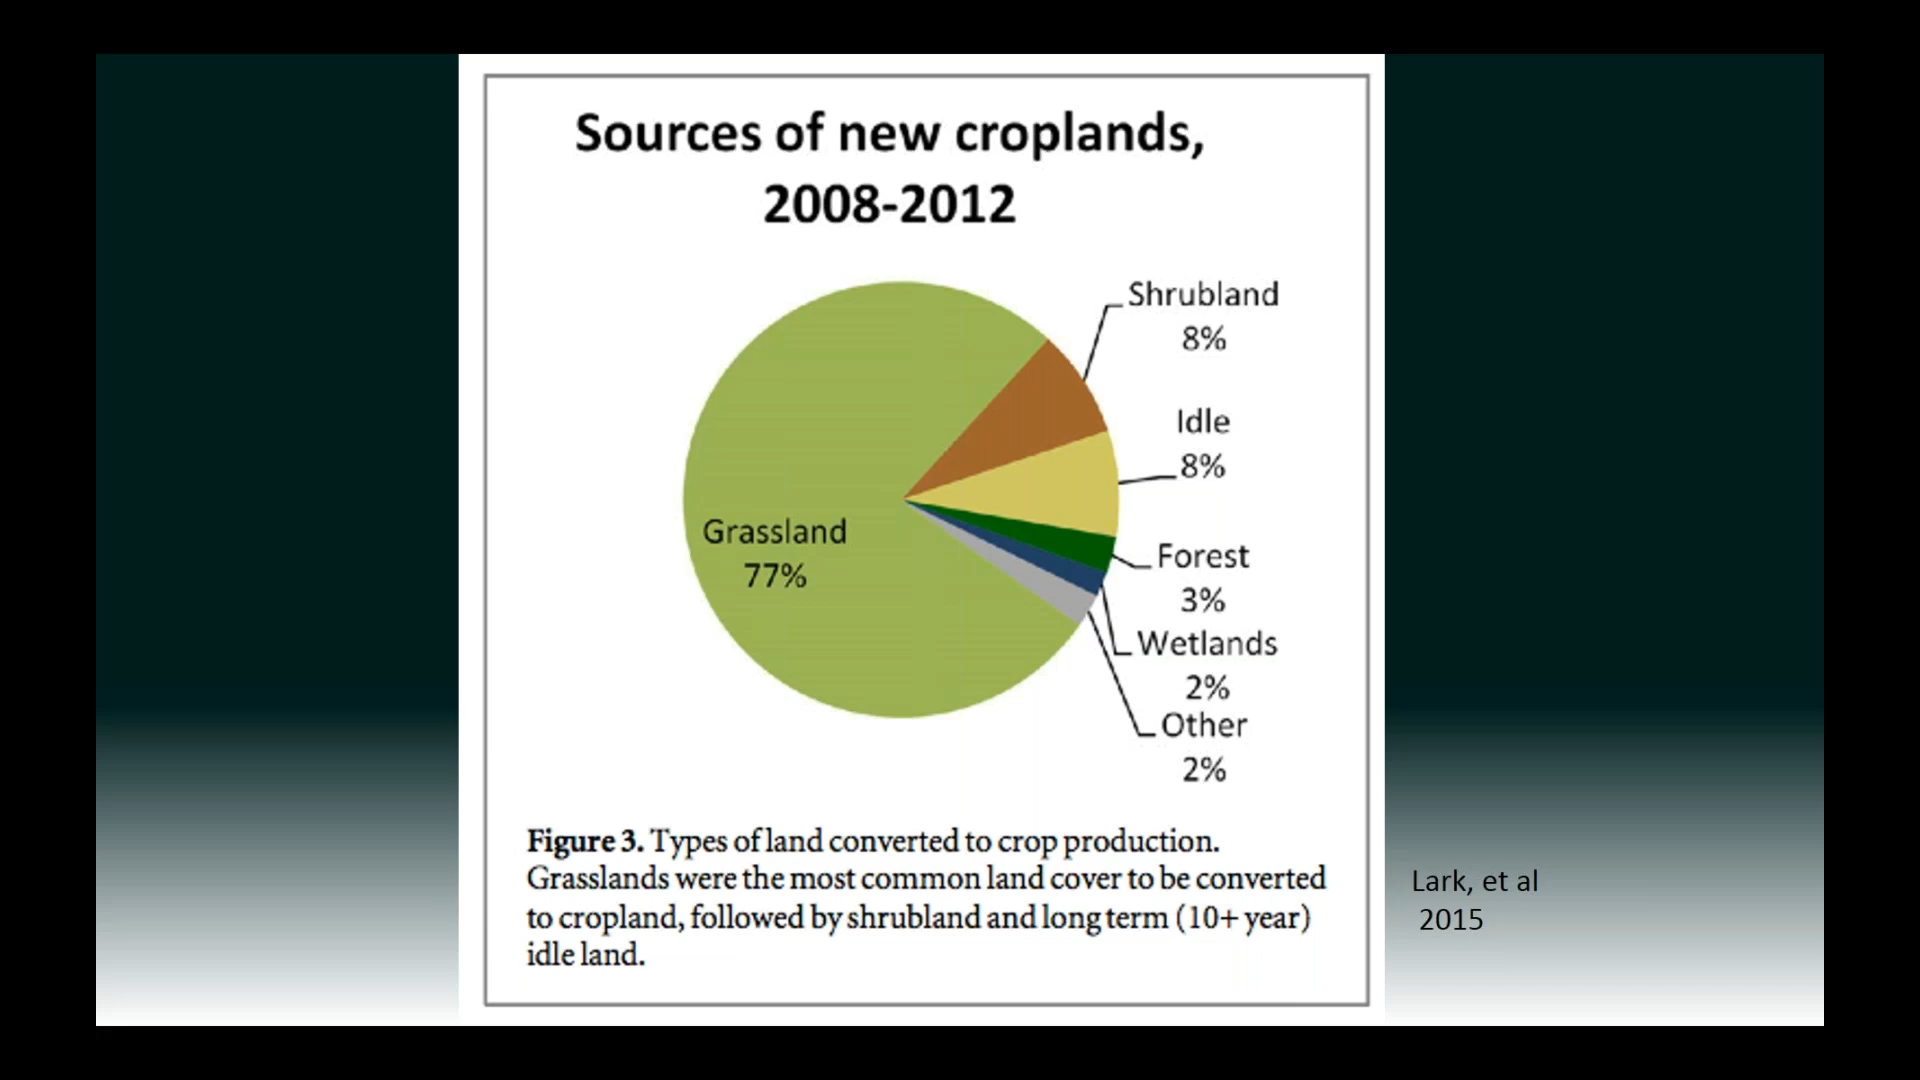 Sources of new croplands,
2008-2012
Shrubland
8%
Idle
8%
Grassland
77%
Forest
3%
Wetlands
2%
Other
2%
Figure 3. Types of land converted to crop production.
Grasslands were the most common land cover to be converted
to cropland, followed by shrubland and long term (10+ year)
idle land.
Lark, et al
2015